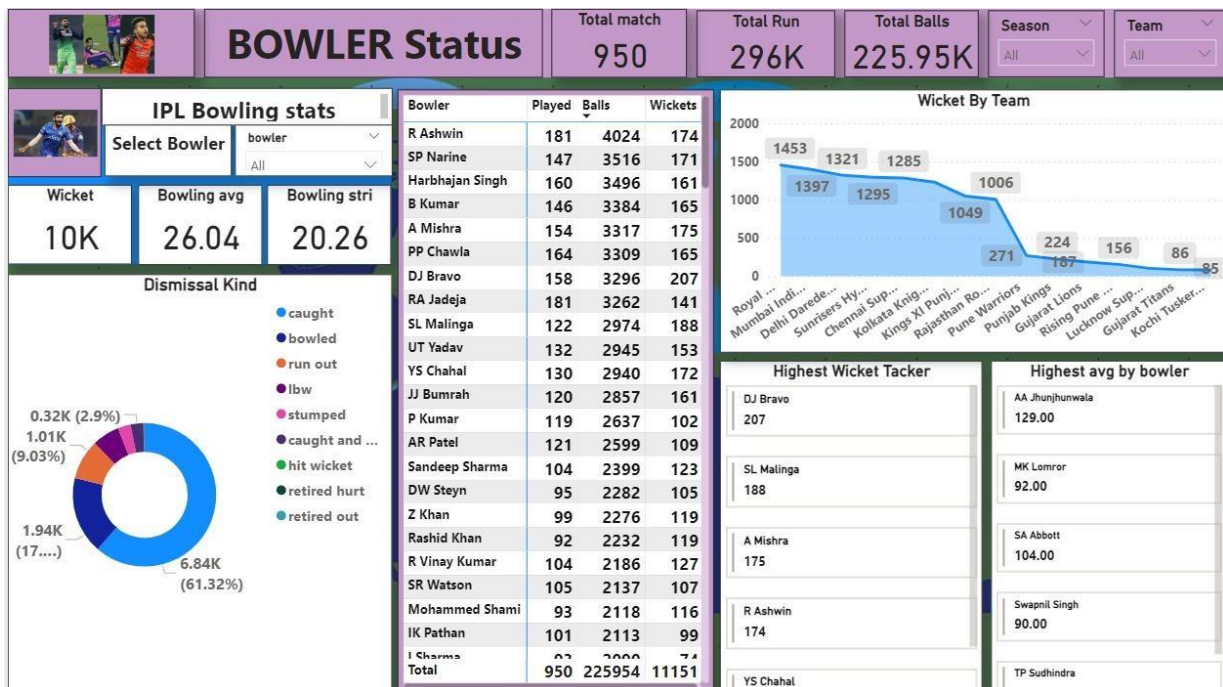 BOWLER Status
Total match
950
Total Run
296K
Total Balls
225.95K
Season
All
Team
All
IPL Bowling stats
Select Bowler
bowler
All
Wicket
10K
Bowling avg
26.04
Bowling stri
20.26
Dismissal Kind
caught
bowled
run out
lbw
stumped
caught and ...
hit wicket
retired hurt
retired out
0.32K (2.9%)
1.01K
(9.03%)
1.94K
(17....)
6.84K
(61.32%)
Bowler Played Balls Wickets
R Ashwin 181 4024 174
SP Narine 147 3516 171
Harbhajan Singh 160 3496 161
B Kumar 146 3384 165
A Mishra 154 3317 175
PP Chawla 164 3309 165
DJ Bravo 158 3296 207
RA Jadeja 181 3262 141
SL Malinga 122 2974 188
UT Yadav 132 2945 153
YS Chahal 130 2940 172
JJ Bumrah 120 2857 161
P Kumar 119 2637 102
AR Patel 121 2599 109
Sandeep Sharma 104 2399 123
DW Steyn 95 2282 105
Z Khan 99 2276 119
Rashid Khan 92 2232 119
R Vinay Kumar 104 2186 127
SR Watson 105 2137 107
Mohammed Shami 93 2118 116
IK Pathan 101 2113 99
I Sharma
Total 950 225954 11151
Wicket By Team
2000
1500
1000
500
0
1453
1397
1321
1295
1285
1049
1006
271
224
187
156
86
85
Royal ...
Mumbai Indi...
Delhi Darede...
Sunrisers Hy...
Chennai Sup...
Kolkata Knig...
Kings XI Punj...
Rajasthan Ro...
Pune Warriors
Punjab Kings
Gujarat Lions
Rising Pune ...
Lucknow Sup...
Gujarat Titans
Kochi Tusker...
Highest Wicket Tacker
DJ Bravo
207
SL Malinga
188
A Mishra
175
R Ashwin
174
YS Chahal
Highest avg by bowler
AA Jhunjhunwala
129.00
MK Lomror
92.00
SA Abbott
104.00
Swapnil Singh
90.00
TP Sudhindra